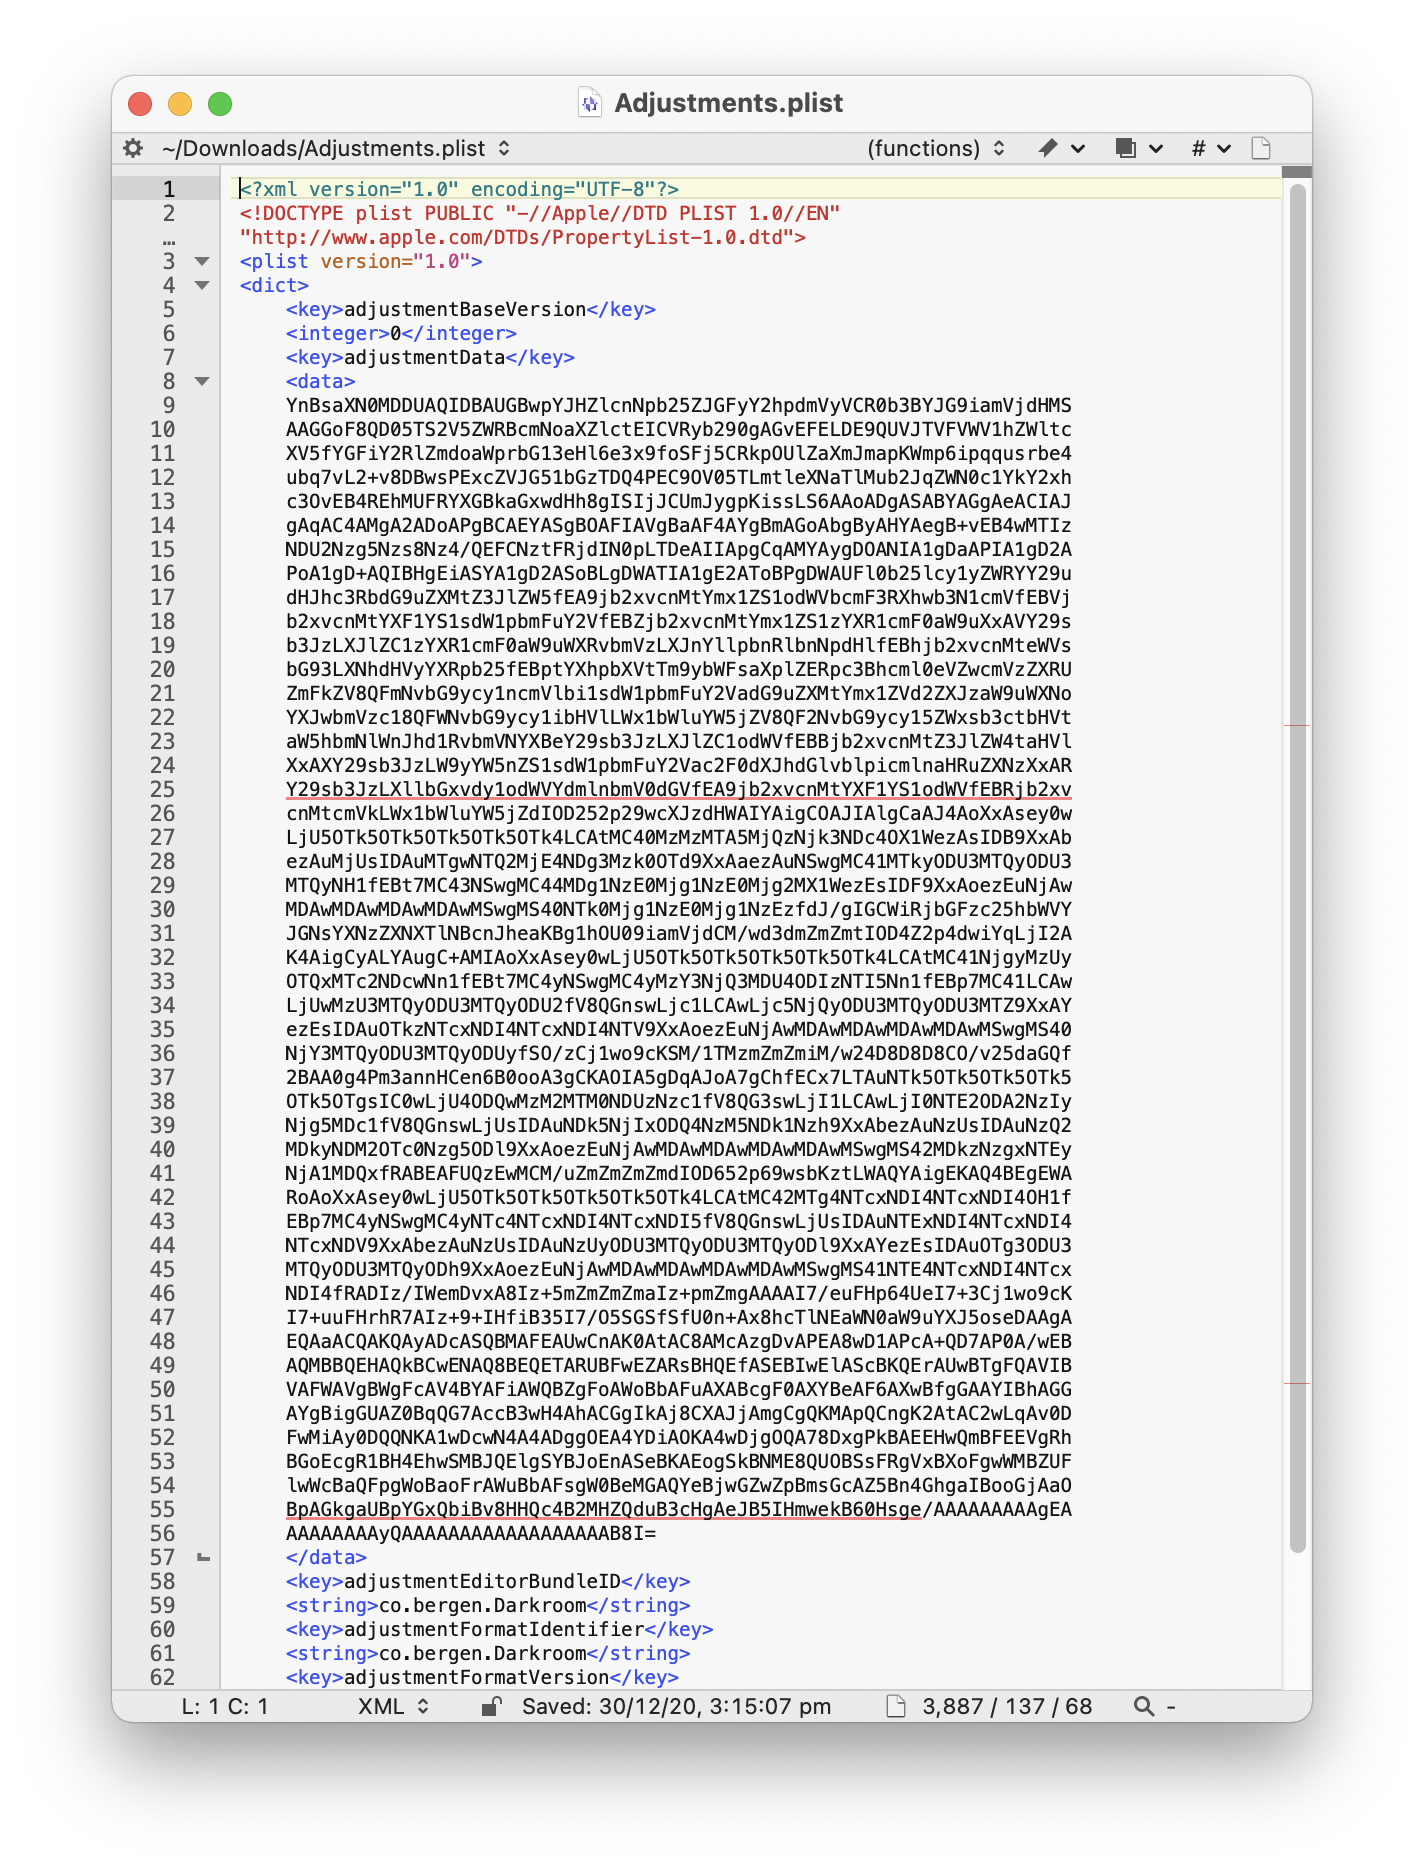 Adjustments.plist
~/Downloads/Adjustments.plist (functions) #
1 <?xml version="1.0" encoding="UTF-8"?>
2 <!DOCTYPE plist PUBLIC "-//Apple//DTD PLIST 1.0//EN"
… "http://www.apple.com/DTDs/PropertyList-1.0.dtd">
3 <plist version="1.0">
4 <dict>
5 <key>adjustmentBaseVersion</key>
6 <integer>0</integer>
7 <key>adjustmentData</key>
8 <data>
9 YnBsaXN0MDDUAQIDBAUGBwpYJHZlcnNpb25ZJGFyY2hpdmVyVCR0b3BYJG9iamVjdHMS
10 AAGGoF8QD05TS2V5ZWRBcmNoaXZlctEICVRyb290gAGvEFELDE9QUVJTVFVWV1hZWltc
11 XV5fYGFiY2RlZmdoaWprbG13eHl6e3x9foSFj5CRkpOUlZaXmJmapKWmp6ipqqusrbe4
12 ubq7vL2+v8DBwsPExcZVJG51bGzTDQ4PEC9OV05TLmtleXNaTlMub2JqZWN0c1YkY2xh
13 c3OvEB4REhMUFRYXGBkaGxwdHh8gISIjJCUmJygpKissLS6AAoADgASABYAGgAeACIAJ
14 gAqAC4AMgA2ADoAPgBCAEYASgBOAFIAVgBaAF4AYgBmAGoAbgByAHYAegB+vEB4wMTIz
15 NDU2Nzg5Nzs8Nz4/QEFCNztFRjdIN0pLTDeAIIApgCqAMYAygDOANIA1gDaAPIA1gD2A
16 PoA1gD+AQIBHgEiASYA1gD2ASoBLgDWATIA1gE2AToBPgDWAUFl0b25lcy1yZWRYY29u
17 dHJhc3RbdG9uZXMtZ3JlZW5fEA9jb2xvcnMtYmx1ZS1odWVbcmF3RXhwb3N1cmVfEBVj
18 b2xvcnMtYXF1YS1sdW1pbmFuY2VfEBZjb2xvcnMtYmx1ZS1zYXR1cmF0aW9uXxAVY29s
19 b3JzLXJlZC1zYXR1cmF0aW9uWXRvbmVzLXJnYllpbnRlbnNpdHlfEBhjb2xvcnMteWVs
20 bG93LXNhdHVyYXRpb25fEBptYXhpbXVtTm9ybWFsaXplZERpc3Bhcml0eVZwcmVzZXRU
21 ZmFkZV8QFmNvbG9ycy1ncmVlbi1sdW1pbmFuY2VadG9uZXMtYmx1ZVd2ZXJzaW9uWXNo
22 YXJwbmVzc18QFWNvbG9ycy1ibHVlLWx1bWluYW5jZV8QF2NvbG9ycy15ZWxsb3ctbHVt
23 aW5hbmNlWnJhd1RvbmVNYXBeY29sb3JzLXJlZC1odWVfEBBjb2xvcnMtZ3JlZW4taHVl
24 XxAXY29sb3JzLW9yYW5nZS1sdW1pbmFuY2Vac2F0dXJhdGlvblpicmlnaHRuZXNzXxAR
25 Y29sb3JzLXllbGxvdy1odWVYdmlnbmV0dGVfEA9jb2xvcnMtYXF1YS1odWVfEBRjb2xv
26 cnMtcmVkLWx1bWluYW5jZdIOD252p29wcXJzdHWAIYAigCOAJIAlgCaAJ4AoXxAsey0w
27 LjU5OTk5OTk5OTk5OTk4LCAtMC40MzMzMTA5MjQzNjk3NDc4OX1WezAsIDB9XxAb
28 ezAuMjUsIDAuMTgwNTQ2MjE4NDg3Mzk0OTd9XxAaezAuNSwgMC41MTkyODU3MTQyODU3
29 MTQyNH1fEBt7MC43NSwgMC44MDg1NzE0Mjg1NzE0Mjg2MX1WezEsIDF9XxAoezEuNjAw
30 MDAwMDAwMDAwMDAwMSwgMS40NTk0Mjg1NzE0Mjg1NzEzfdJ/gIGCWiRjbGFzc25hbWVY
31 JGNsYXNzZXNXTlNBcnJheaKBg1hOU09iamVjdCM/wd3dmZmZmtIOD4Z2p4dwiYqLjI2A
32 K4AigCyALYAugC+AMIAoXxAsey0wLjU5OTk5OTk5OTk5OTk4LCAtMC41NjgyMzUy
33 OTQxMTc2NDcwNn1fEBt7MC4yNSwgMC4yMzY3NjQ3MDU4ODIzNTI5Nn1fEBp7MC41LCAw
34 LjUwMzU3MTQyODU3MTQyODU2fV8QGnswLjc1LCAwLjc5NjQyODU3MTQyODU3MTZ9XxAY
35 ezEsIDAuOTkzNTcxNDI4NTcxNDI4NTV9XxAoezEuNjAwMDAwMDAwMDAwMDAwMSwgMS40
36 NjY3MTQyODU3MTQyODUyfSO/zCj1wo9cKSM/1TMzmZmZmiM/w24D8D8D8CO/v25daGQf
37 2BAA0g4Pm3annHCen6B0ooA3gCKAOIA5gDqAJoA7gChfECx7LTAuNTk5OTk5OTk5OTk5
38 OTk5OTgsIC0wLjU4ODQwMzM2MTM0NDUzNzc1fV8QG3swLjI1LCAwLjI0NTE2ODA2NzIy
39 Njg5MDc1fV8QGnswLjUsIDAuNDk5NjIxODQ4NzM5NDk1Nzh9XxAbezAuNzUsIDAuNzQ2
40 MDkyNDM2OTc0Nzg5ODl9XxAoezEuNjAwMDAwMDAwMDAwMDAwMSwgMS42MDkzNzgxNTEy
41 NjA1MDQxfRABEAFUQzEwMCM/uZmZmZmZmdIOD652p69wsbKztLWAQYAigEKAQ4BEgEWA
42 RoAoXxAsey0wLjU5OTk5OTk5OTk5OTk4LCAtMC42MTg4NTcxNDI4NTcxNDI4OH1f
43 EBp7MC4yNSwgMC4yNTc4NTcxNDI4NTcxNDI5fV8QGnswLjUsIDAuNTExNDI4NTcxNDI4
44 NTcxNDV9XxAbezAuNzUsIDAuNzUyODU3MTQyODU3MTQyODl9XxAYezEsIDAuOTg3ODU3
45 MTQyODU3MTQyODh9XxAoezEuNjAwMDAwMDAwMDAwMDAwMSwgMS41NTE4NTcxNDI4NTcx
46 NDI4fRADIz/IWemDvxA8Iz+5mZmZmZmaIz+pmZmgAAAAI7/euFHp64UeI7+3Cj1wo9cK
47 I7+uuFHrhR7AIz+9+IHfiB35I7/O5SGSfSfU0n+Ax8hcTlNEaWN0aW9uYXJ5oseDAAgA
48 EQAaACQAKQAyADcASQBMAFEAUwCnAK0AtAC8AMcAzgDvAPEA8wD1APcA+QD7AP0A/wEB
49 AQMBBQEHAQkBCwENAQ8BEQETARUBFwEZARsBHQEfASEBIwElAScBKQErAUwBTgFQAVIB
50 VAFWAVgBWgFcAV4BYAFiAWQBZgFoAWoBbAFuAXABcgF0AXYBeAF6AXwBfgGAAYIBhAGG
51 AYgBigGUAZ0BqQG7AccB3wH4AhACGgIkAj8CXAJjAmgCgQKMApQCngK2AtAC2wLqAv0D
52 FwMiAy0DQQNKA1wDcwN4A4ADggOEA4YDiAOKA4wDjgOQA78DxgPkBAEEHwQmBFEEVgRh
53 BGoEcgR1BH4EhwSMBJQElgSYBJoEnASeBKAEogSkBNME8QUOBSsFRgVxBXoFgwWMBZUF
54 lwWcBaQFpgWoBaoFrAWuBbAFsgW0BeMGAQYeBjwGZwZpBmsGcAZ5Bn4GhgaIBooGjAaO
55 BpAGkgaUBpYGxQbiBv8HHQc4B2MHZQduB3cHgAeJB5IHmwekB60Hsge/AAAAAAAAAgEA
56 AAAAAAAAyQAAAAAAAAAAAAAAAAAAB8I=
57 </data>
58 <key>adjustmentEditorBundleID</key>
59 <string>co.bergen.Darkroom</string>
60 <key>adjustmentFormatIdentifier</key>
61 <string>co.bergen.Darkroom</string>
62 <key>adjustmentFormatVersion</key>
L: 1 C: 1 XML Saved: 30/12/20, 3:15:07 pm 3,887 / 137 / 68 -